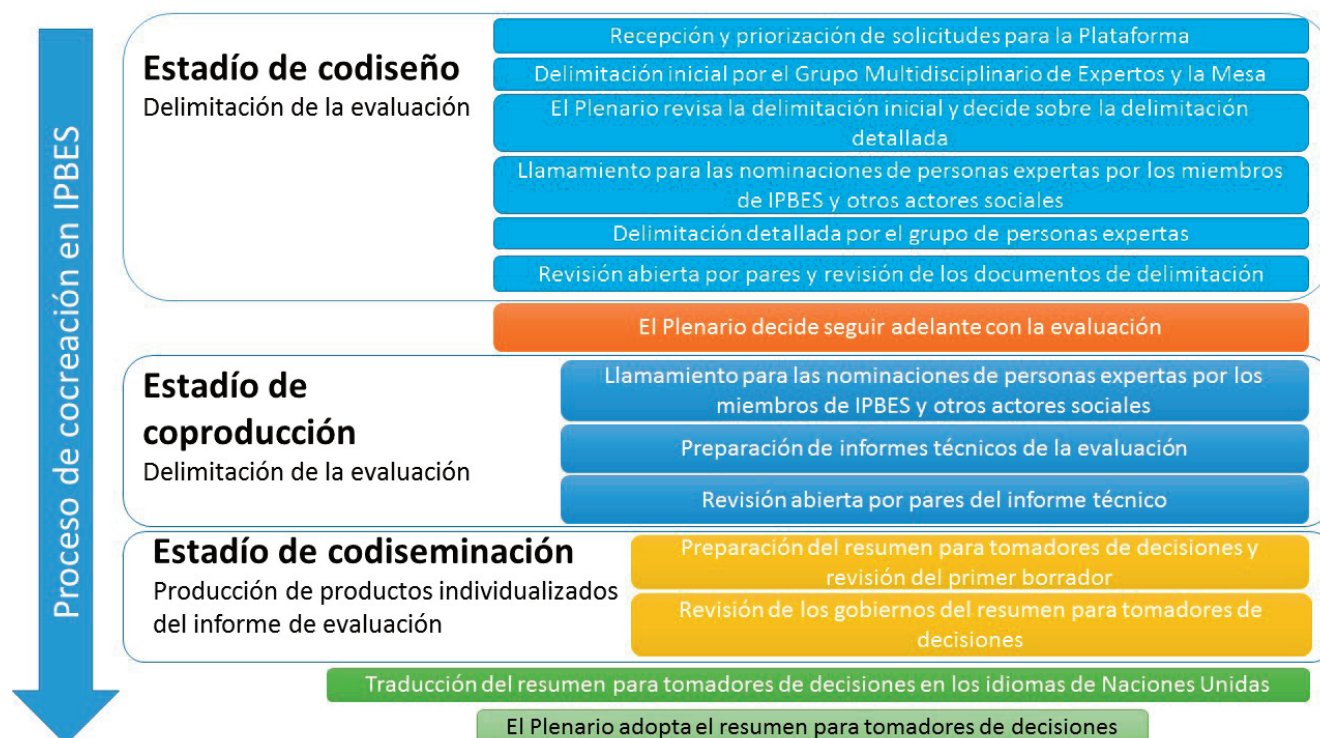 Proceso de cocreación en IPBES
Estadío de codiseño
Delimitación de la evaluación
Recepción y priorización de solicitudes para la Plataforma
Delimitación inicial por el Grupo Multidisciplinario de Expertos y la Mesa
El Plenario revisa la delimitación inicial y decide sobre la delimitación
detallada
Llamamiento para las nominaciones de personas expertas por los miembros
de IPBES y otros actores sociales
Delimitación detallada por el grupo de personas expertas
Revisión abierta por pares y revisión de los documentos de delimitación
El Plenario decide seguir adelante con la evaluación
Estadío de
coproducción
Delimitación de la evaluación
Llamamiento para las nominaciones de personas expertas por los
miembros de IPBES y otros actores sociales
Preparación de informes técnicos de la evaluación
Revisión abierta por pares del informe técnico
Estadío de codiseminación
Producción de productos individualizados
del informe de evaluación
Preparación del resumen para tomadores de decisiones y
revisión del primer borrador
Revisión de los gobiernos del resumen para tomadores de
decisiones
Traducción del resumen para tomadores de decisiones en los idiomas de Naciones Unidas
El Plenario adopta el resumen para tomadores de decisiones